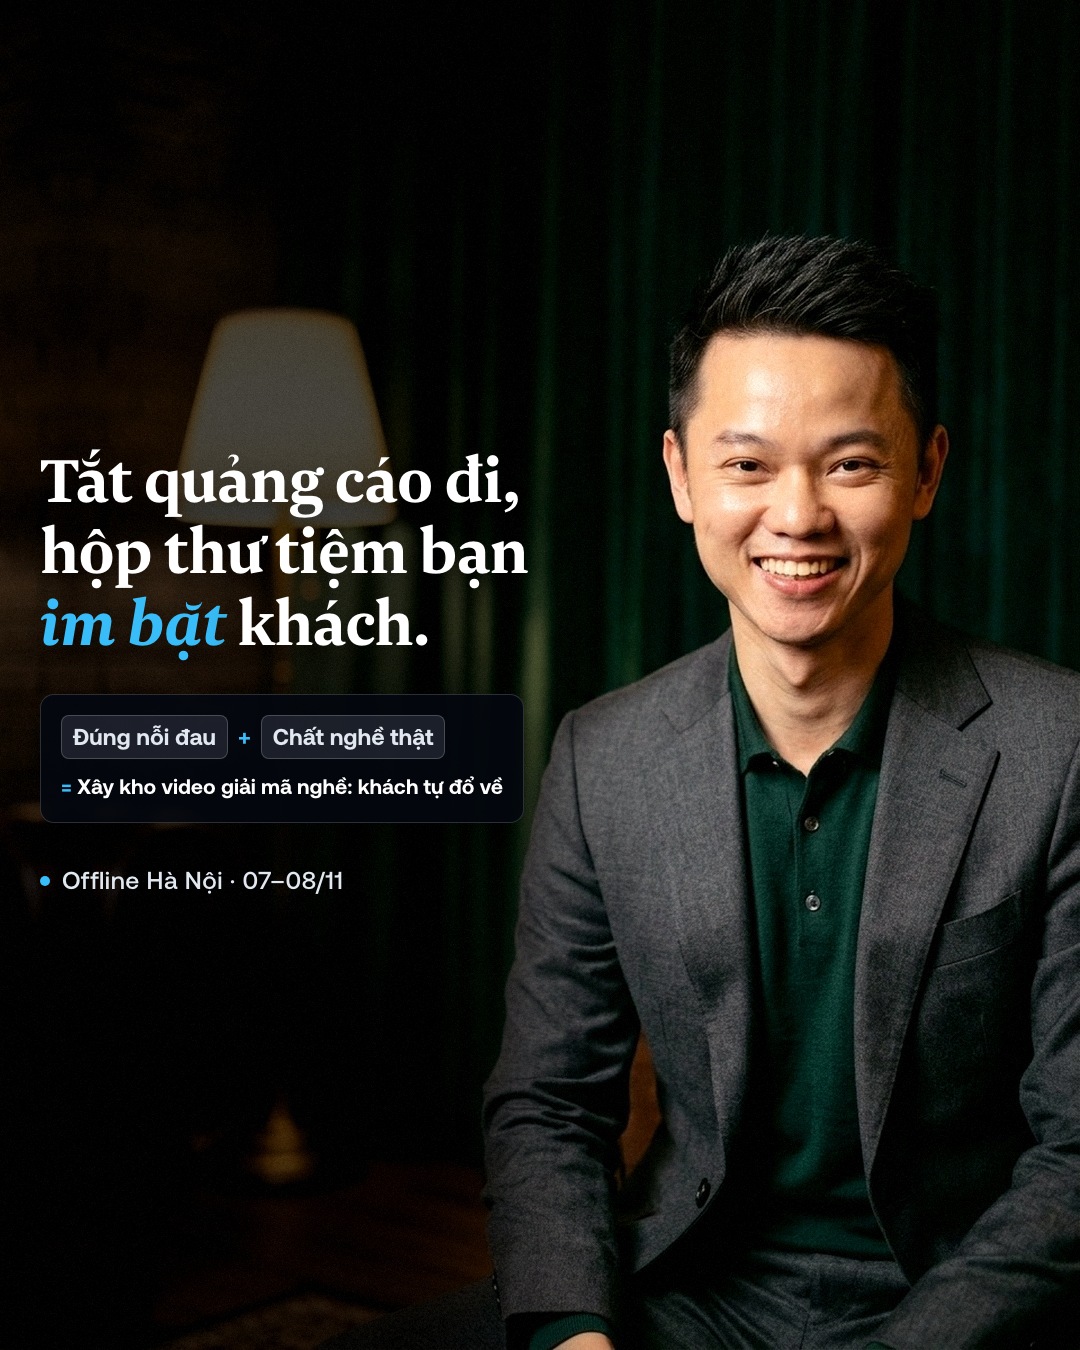 Tắt quảng cáo đi,
hộp thư tiệm bạn
im bặt khách.
Đúng nỗi đau + Chất nghề thật
= Xây kho video giải mã nghề: khách tự đổ về
Offline Hà Nội · 07–08/11